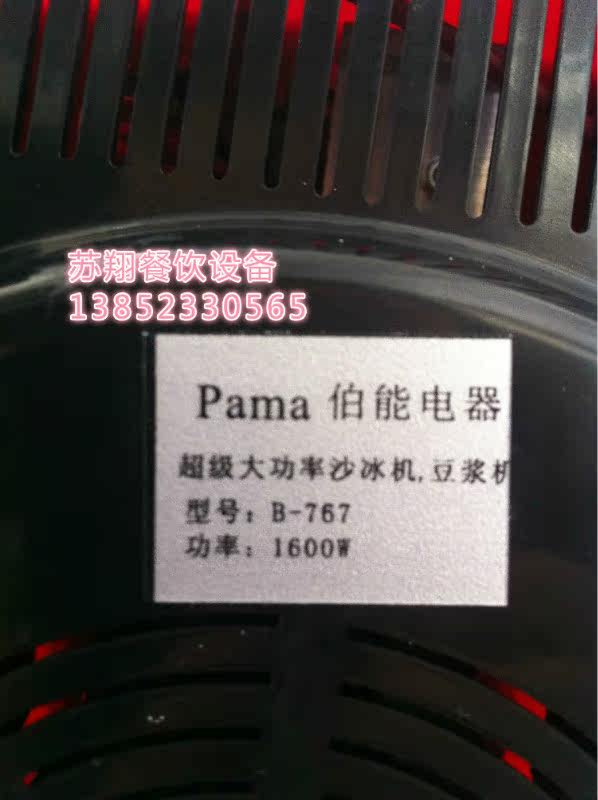 苏翔餐饮设备
13852330565
Pama 伯能电器
超级大功率沙冰机,豆浆机
型号：B-767
功率：1600W